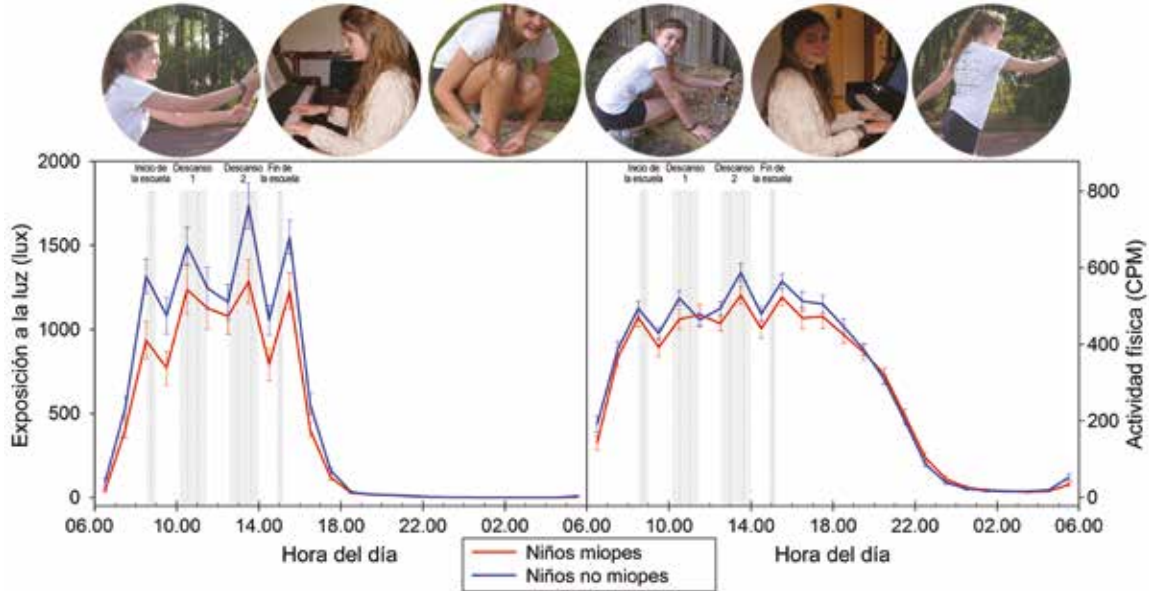 Inicio de
la escuela
Descanso
1
Descanso
2
Fin de
la escuela
Inicio de
la escuela
Descanso
1
Descanso
2
Fin de
la escuela
2000
1500
1000
500
0
Exposición a la luz (lux)
800
600
400
200
0
Actividad física (CPM)
06.00 10.00 14.00 18.00 22.00 02.00 06.00 10.00 14.00 18.00 22.00 02.00 06.00
Hora del día
Hora del día
Niños miopes
Niños no miopes